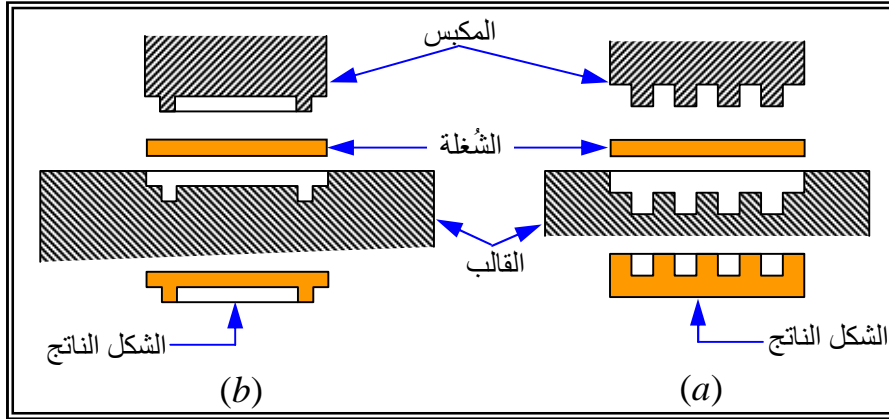 المكبس
الشُغلة
القالب
الشكل الناتج
الشكل الناتج
(b)
(a)